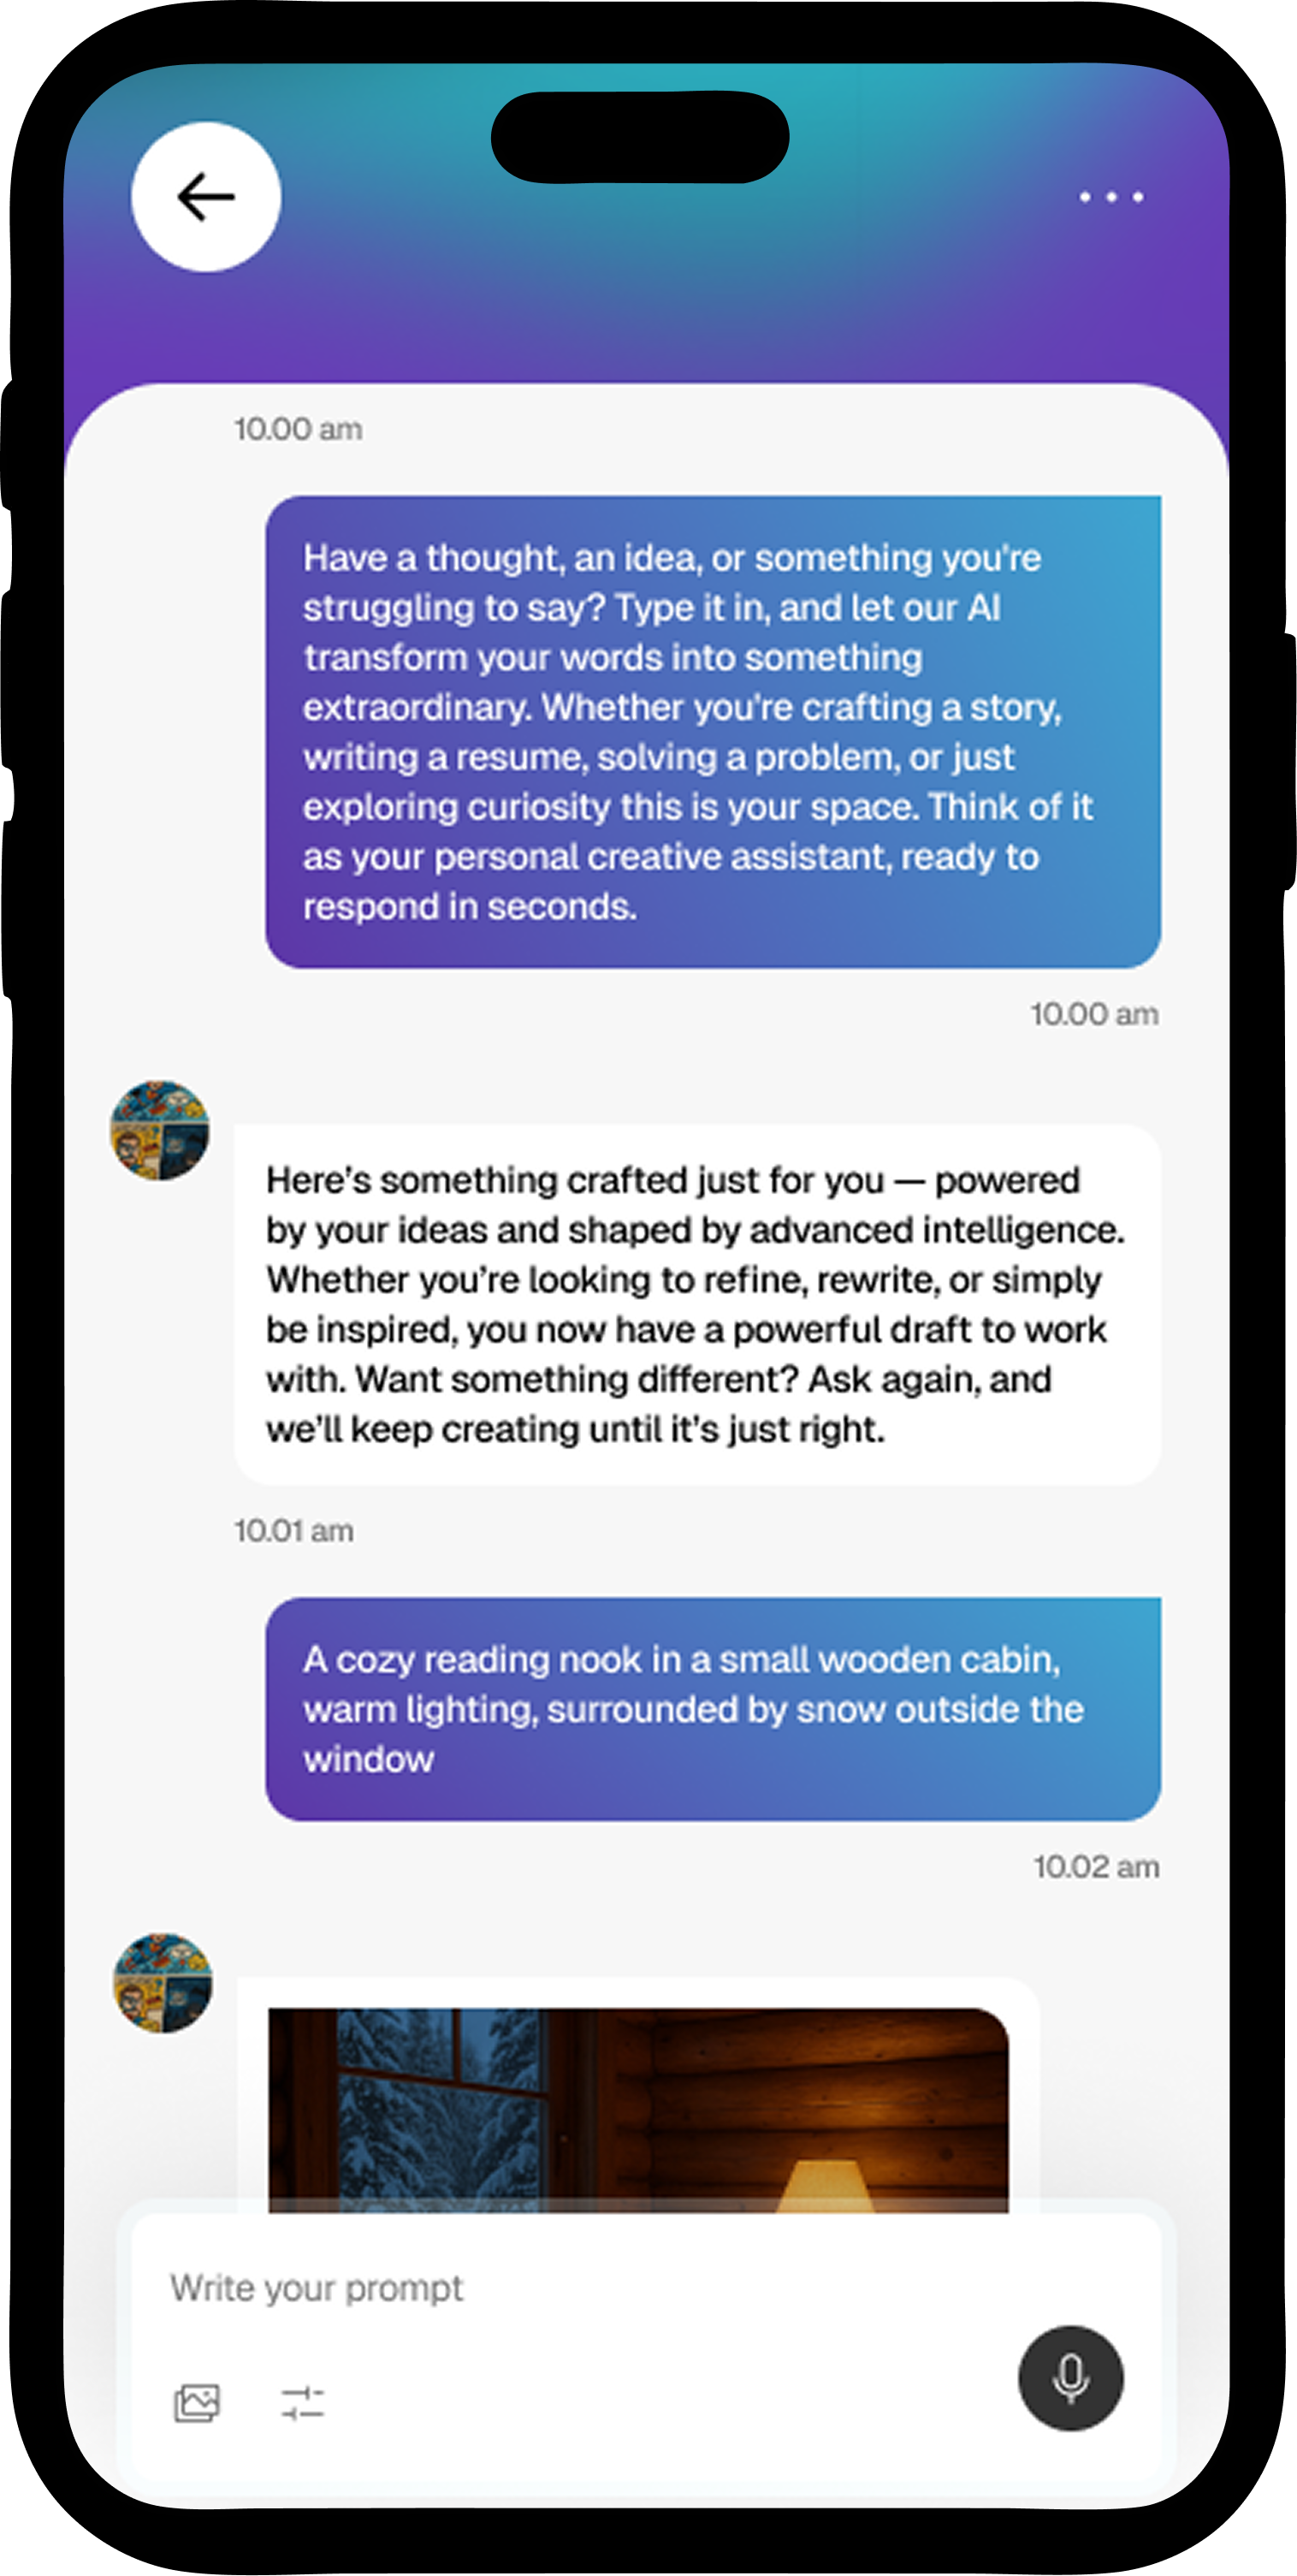 10.00 am
Have a thought, an idea, or something you're
struggling to say? Type it in, and let our AI
transform your words into something
extraordinary. Whether you're crafting a story,
writing a resume, solving a problem, or just
exploring curiosity this is your space. Think of it
as your personal creative assistant, ready to
respond in seconds.
10.00 am
Here’s something crafted just for you — powered
by your ideas and shaped by advanced intelligence.
Whether you’re looking to refine, rewrite, or simply
be inspired, you now have a powerful draft to work
with. Want something different? Ask again, and
we’ll keep creating until it’s just right.
10.01 am
A cozy reading nook in a small wooden cabin,
warm lighting, surrounded by snow outside the
window
10.02 am
Write your prompt